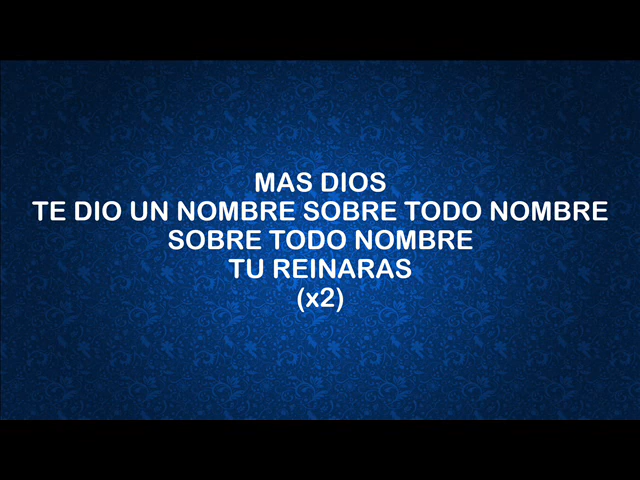 MAS DIOS
TE DIO UN NOMBRE SOBRE TODO NOMBRE
SOBRE TODO NOMBRE
TU REINARAS
(x2)